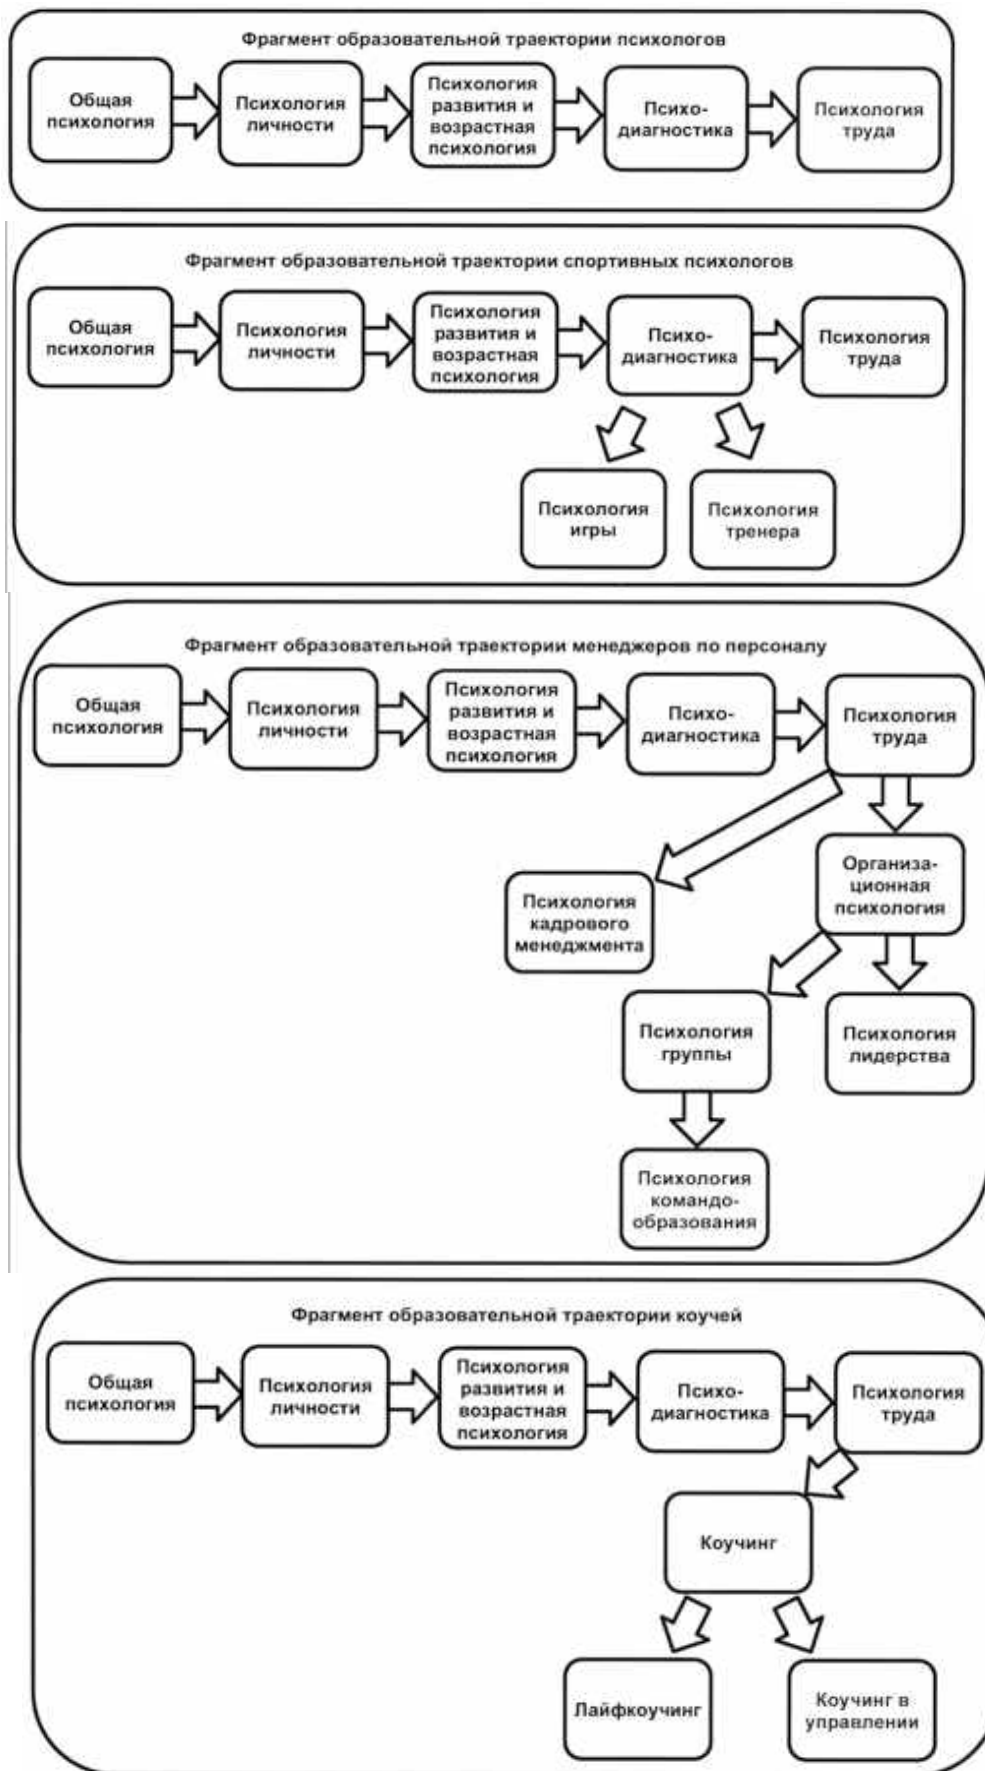 Фрагмент образовательной траектории психологов
Общая
психология
Психология
личности
Психология
развития и
возрастная
психология
Психо-
диагностика
Психология
труда
Фрагмент образовательной траектории спортивных психологов
Общая
психология
Психология
личности
Психология
развития и
возрастная
психология
Психо-
диагностика
Психология
труда
Психология
игры
Психология
тренера
Фрагмент образовательной траектории менеджеров по персоналу
Общая
психология
Психология
личности
Психология
развития и
возрастная
психология
Психо-
диагностика
Психология
труда
Организа-
ционная
психология
Психология
кадрового
менеджмента
Психология
группы
Психология
лидерства
Психология
командо-
образования
Фрагмент образовательной траектории коучей
Общая
психология
Психология
личности
Психология
развития и
возрастная
психология
Психо-
диагностика
Психология
труда
Коучинг
Лайфкоучинг
Коучинг в
управлении